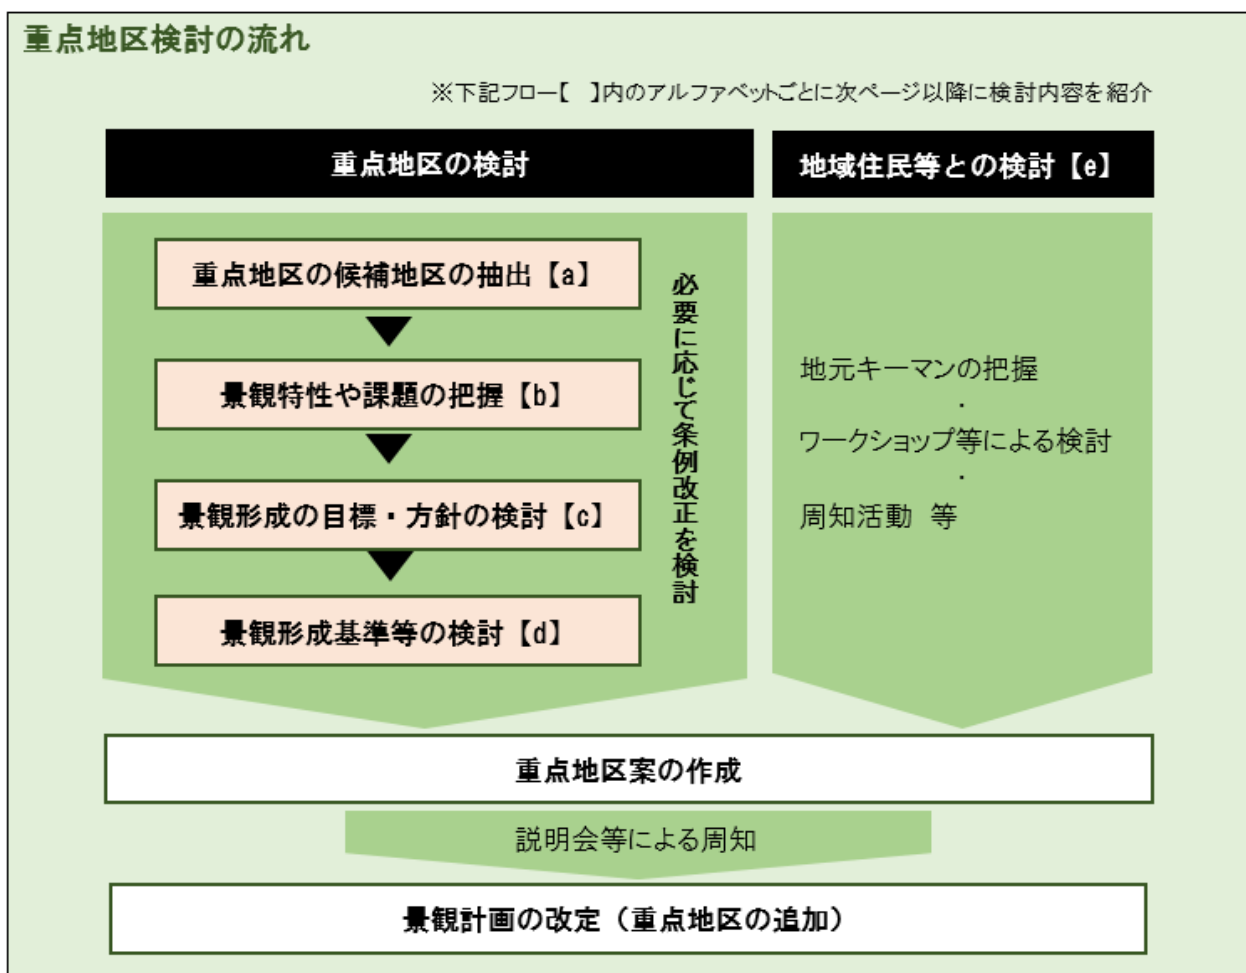 重点地区検討の流れ
※下記フロー【　】内のアルファベットごとに次ページ以降に検討内容を紹介
重点地区の検討
重点地区の候補地区の抽出【a】
景観特性や課題の把握【b】
景観形成の目標・方針の検討【c】
景観形成基準等の検討【d】
必要に応じて条例改正を検討
地域住民等との検討【e】
地元キーマンの把握
・
ワークショップ等による検討
・
周知活動　等
重点地区案の作成
説明会等による周知
景観計画の改定（重点地区の追加）